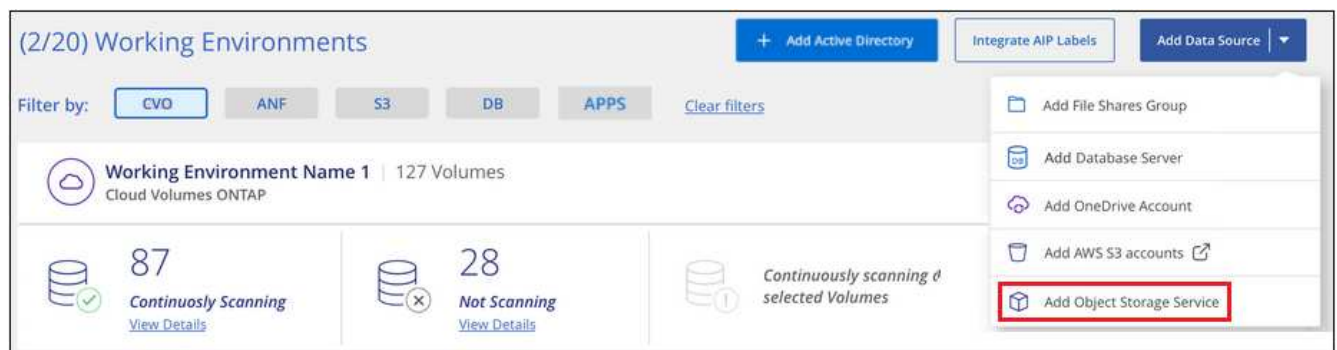 (2/20) Working Environments
+ Add Active Directory
Integrate AIP Labels
Add Data Source
Filter by:
CVO
ANF
S3
DB
APPS
Clear filters
Add File Shares Group
DB
Add Database Server
Add OneDrive Account
Add AWS S3 accounts
Add Object Storage Service
Working Environment Name 1 | 127 Volumes
Cloud Volumes ONTAP
87
Continuosly Scanning
View Details
28
Not Scanning
View Details
Continuously scanning
selected Volumes